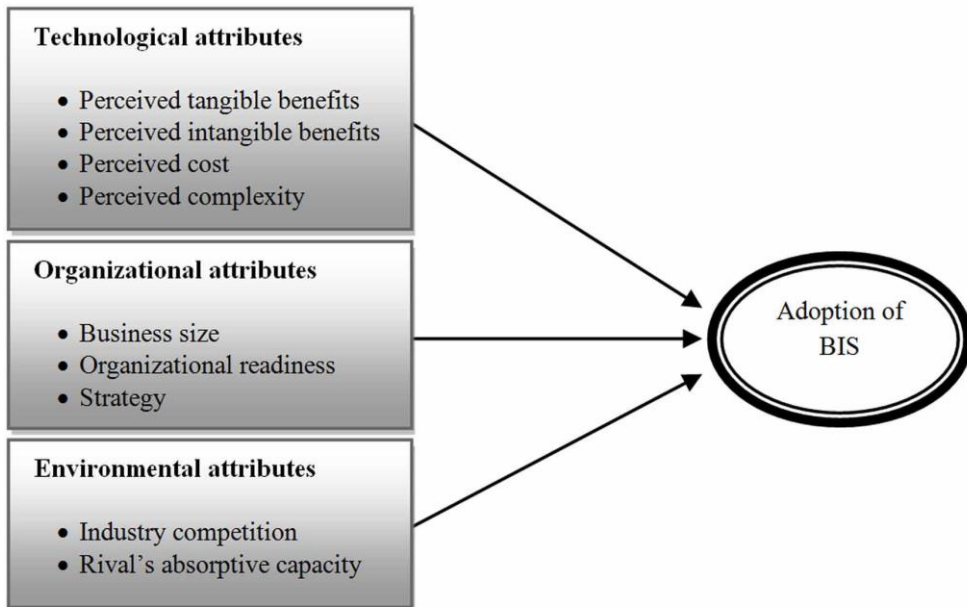 Technological attributes
• Perceived tangible benefits
• Perceived intangible benefits
• Perceived cost
• Perceived complexity
Organizational attributes
• Business size
• Organizational readiness
• Strategy
Environmental attributes
• Industry competition
• Rival’s absorptive capacity
Adoption of
BIS